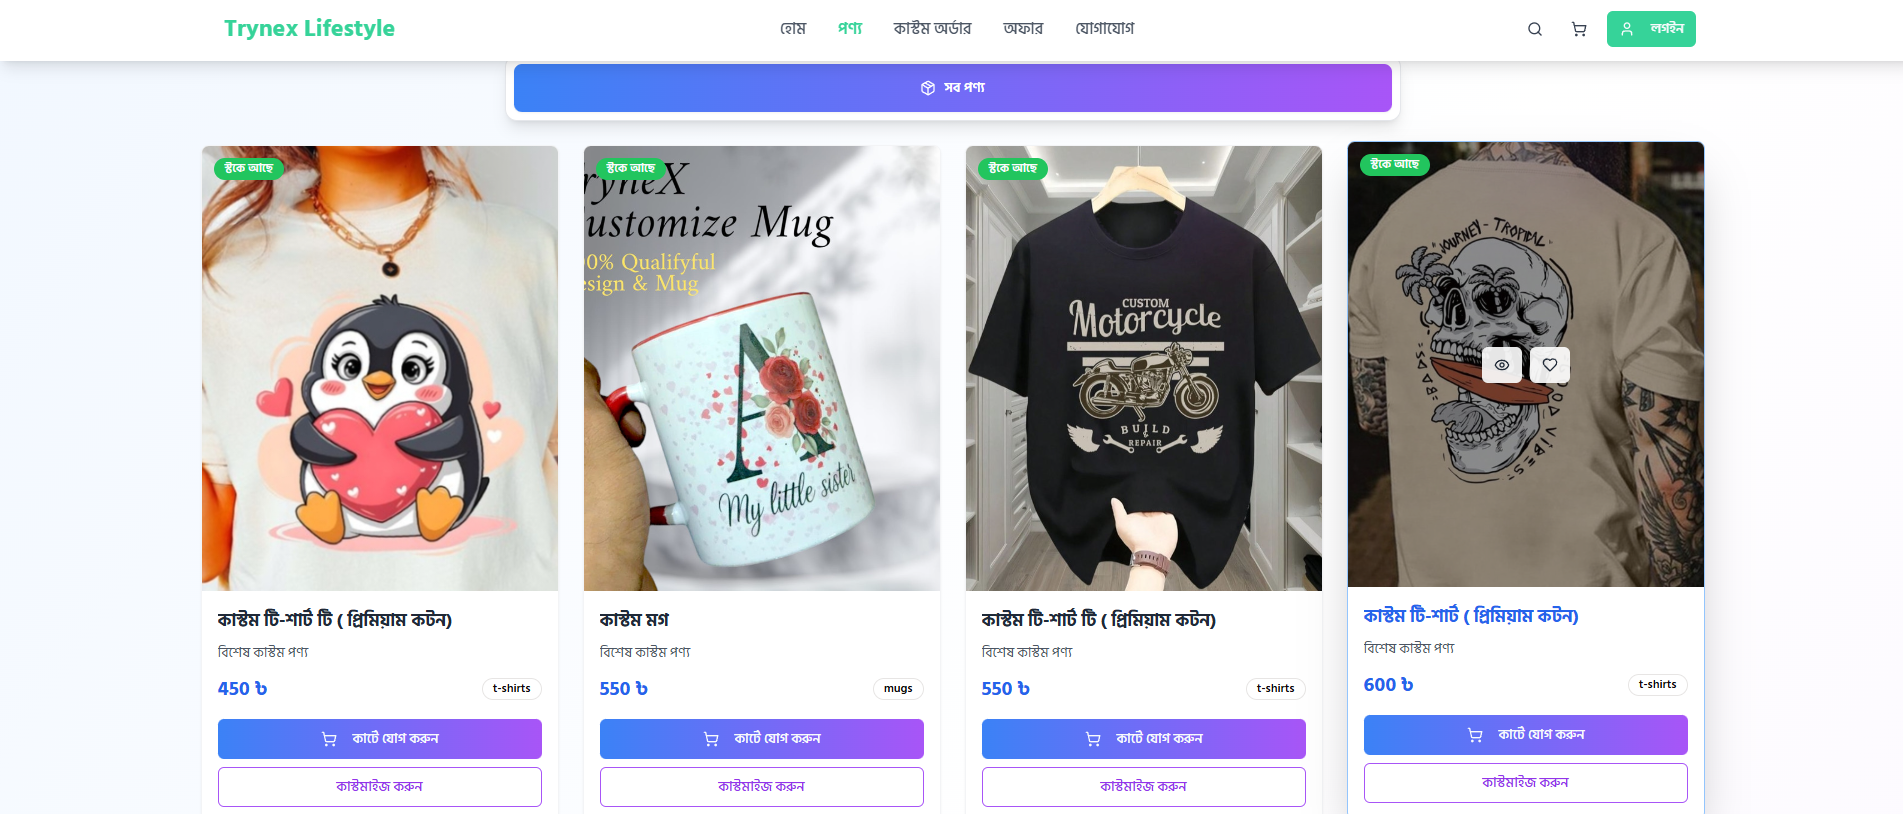 Trynex Lifestyle
হোম
পণ্য
কাস্টম অর্ডার
অফার
যোগাযোগ
লগইন
সব পণ্য
স্টকে আছে
কাস্টম টি-শার্ট টি ( প্রিমিয়াম কটন)
বিশেষ কাস্টম পণ্য
450 ৳
t-shirts
কার্টে যোগ করুন
কাস্টমাইজ করুন
স্টকে আছে
ryneX
ustomize Mug
0% Qualifyful
esign & Mug
A
My little sister
কাস্টম মগ
বিশেষ কাস্টম পণ্য
550 ৳
mugs
কার্টে যোগ করুন
কাস্টমাইজ করুন
স্টকে আছে
CUSTOM
Motorcycle
BUILD
REPAIR
কাস্টম টি-শার্ট টি ( প্রিমিয়াম কটন)
বিশেষ কাস্টম পণ্য
550 ৳
t-shirts
কার্টে যোগ করুন
কাস্টমাইজ করুন
স্টকে আছে
JOURNEY - TROPICAL
VIBES
কাস্টম টি-শার্ট ( প্রিমিয়াম কটন)
বিশেষ কাস্টম পণ্য
600 ৳
t-shirts
কার্টে যোগ করুন
কাস্টমাইজ করুন